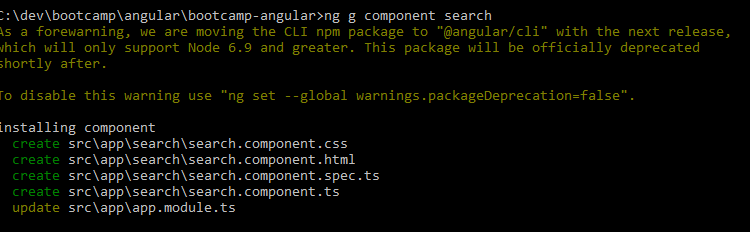 C:\dev\bootcamp\angular\bootcamp-angular>ng g component search
As a forewarning, we are moving the CLI npm package to "@angular/cli" with the next release,
which will only support Node 6.9 and greater. This package will be officially deprecated
shortly after.
To disable this warning use "ng set --global warnings.packageDeprecation=false".
installing component
create src\app\search\search.component.css
create src\app\search\search.component.html
create src\app\search\search.component.spec.ts
create src\app\search\search.component.ts
update src\app\app.module.ts